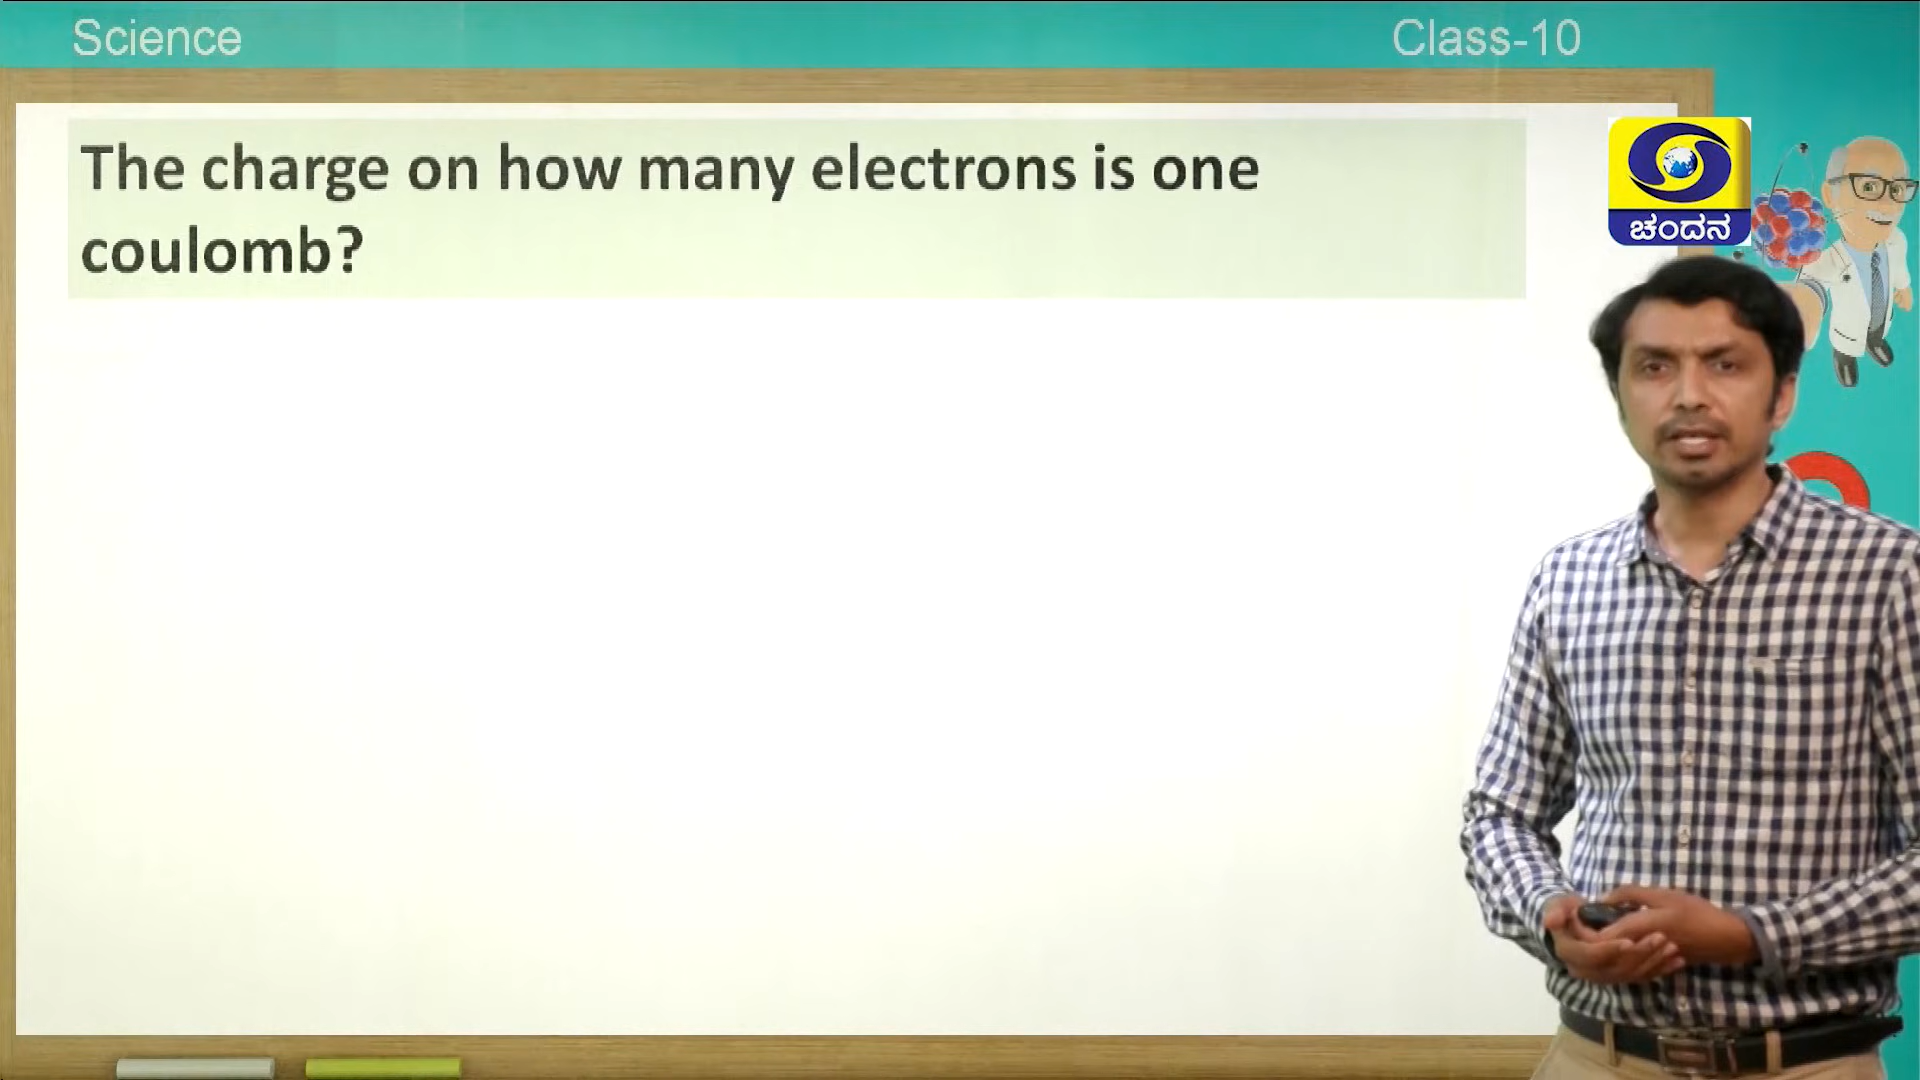 Science
Class-10
The charge on how many electrons is one
coulomb?
ಚಂದನ